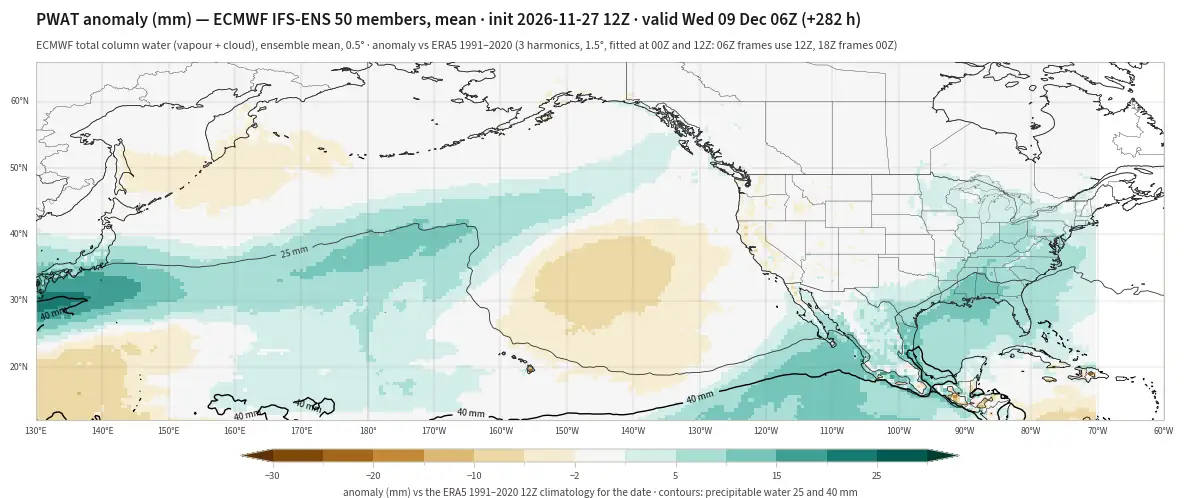 PWAT anomaly (mm) — ECMWF IFS-ENS 50 members, mean · init 2026-11-27 12Z · valid Wed 09 Dec 06Z (+282 h)
ECMWF total column water (vapour + cloud), ensemble mean, 0.5° · anomaly vs ERA5 1991–2020 (3 harmonics, 1.5°, fitted at 00Z and 12Z: 06Z frames use 12Z, 18Z frames 00Z)
60°N
50°N
40°N
30°N
20°N
25 mm
40 mm
40 mm
40 mm
40 mm
40 mm
130°E 140°E 150°E 160°E 170°E 180° 170°W 160°W 150°W 140°W 130°W 120°W 110°W 100°W 90°W 80°W 70°W 60°W
−30 −20 −10 −2 5 15 25
anomaly (mm) vs the ERA5 1991–2020 12Z climatology for the date · contours: precipitable water 25 and 40 mm